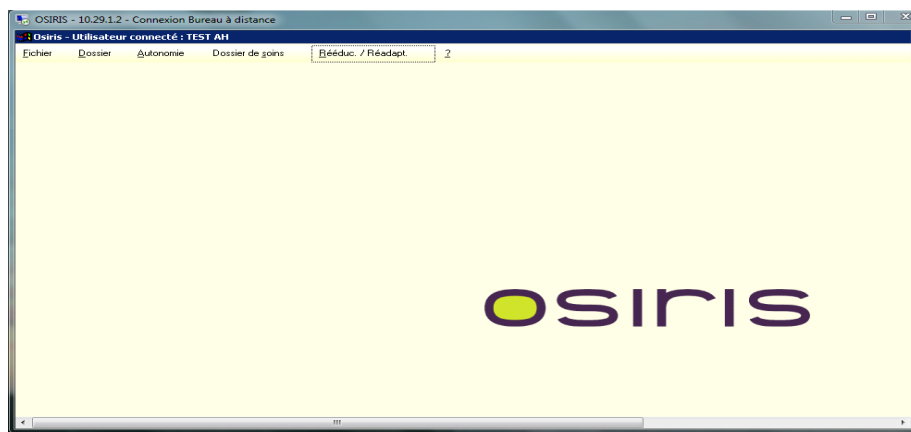 OSIRIS - 10.29.1.2 - Connexion Bureau à distance
Osiris - Utilisateur connecté : TEST AH
Fichier Dossier Autonomie Dossier de soins Rééduc. / Réadapt. ?
osiris